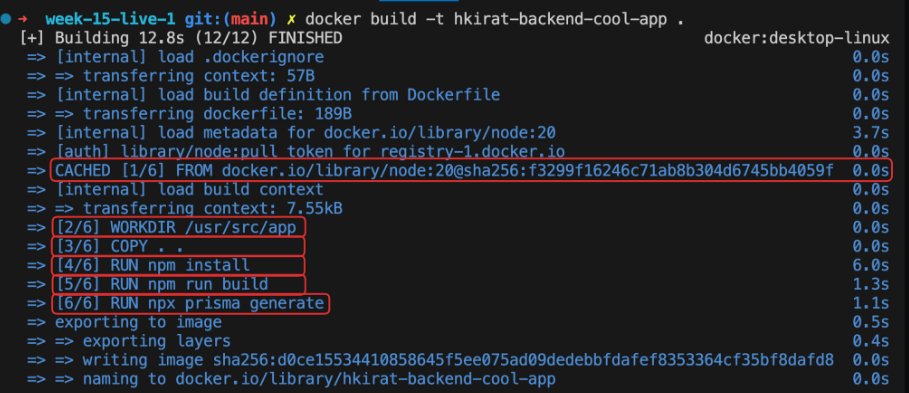 ➜ week-15-live-1 git:(main) ✗ docker build -t hkirat-backend-cool-app .
[+] Building 12.8s (12/12) FINISHED docker:desktop-linux
=> [internal] load .dockerignore 0.0s
=> => transferring context: 57B 0.0s
=> [internal] load build definition from Dockerfile 0.0s
=> => transferring dockerfile: 189B 0.0s
=> [internal] load metadata for docker.io/library/node:20 3.7s
=> [auth] library/node:pull token for registry-1.docker.io 0.0s
=> CACHED [1/6] FROM docker.io/library/node:20@sha256:f3299f16246c71ab8b304d6745bb4059f 0.0s
=> [internal] load build context 0.0s
=> => transferring context: 7.55kB 0.0s
=> [2/6] WORKDIR /usr/src/app 0.0s
=> [3/6] COPY . . 0.0s
=> [4/6] RUN npm install 6.0s
=> [5/6] RUN npm run build 1.3s
=> [6/6] RUN npx prisma generate 1.1s
=> exporting to image 0.5s
=> => exporting layers 0.4s
=> => writing image sha256:d0ce15534410858645f5ee075ad09dedebbfdafef8353364cf35bf8dafd8 0.0s
=> => naming to docker.io/library/hkirat-backend-cool-app 0.0s